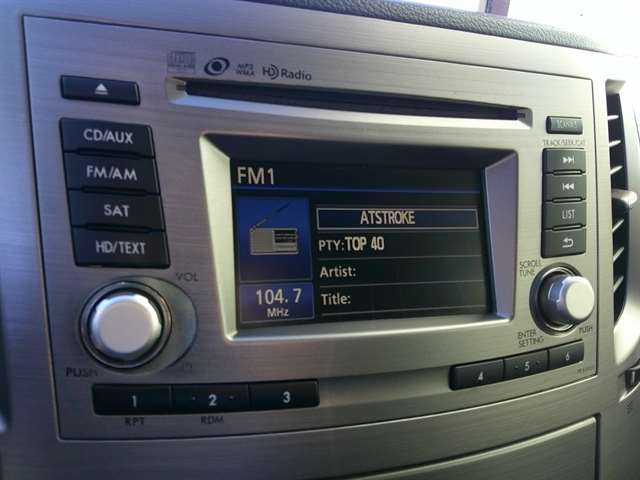 MP3
WMA
HD Radio
CD/AUX
FM/AM
SAT
HD/TEXT
VOL
PUSH
FM1
ATSTROKE
PTY:TOP 40
Artist:
Title:
104.7
MHz
TRACK/SEEK/CAT
LIST
SCROLL
TUNE
ENTER
SETTING
PUSH
1
2
3
4
5
6
RPT
RDM